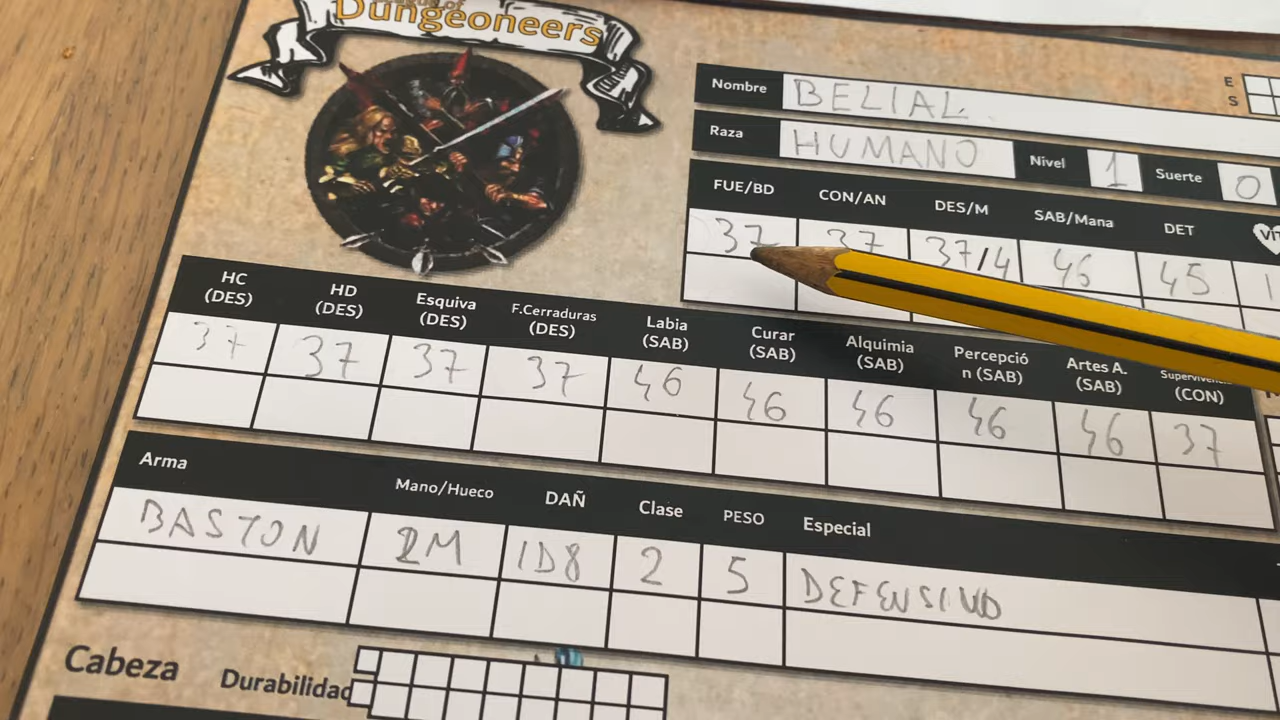 Dungeoneers
Nombre BELIAL
E
S
Raza HUMANO Nivel 1 Suerte 0
FUE/BD CON/AN DES/M SAB/Mana DET VIT
37 37 37/4 46 45 1
HC (DES) HD (DES) Esquiva (DES) F.Cerraduras (DES) Labia (SAB) Curar (SAB) Alquimia (SAB) Percepció n (SAB) Artes A. (SAB) (CON)
37 37 37 37 46 46 46 46 46 37
Arma Mano/Hueco DAÑ Clase PESO Especial
BASTON 2M 1D8 2 5 DEFENSIVO
Cabeza Durabilidad